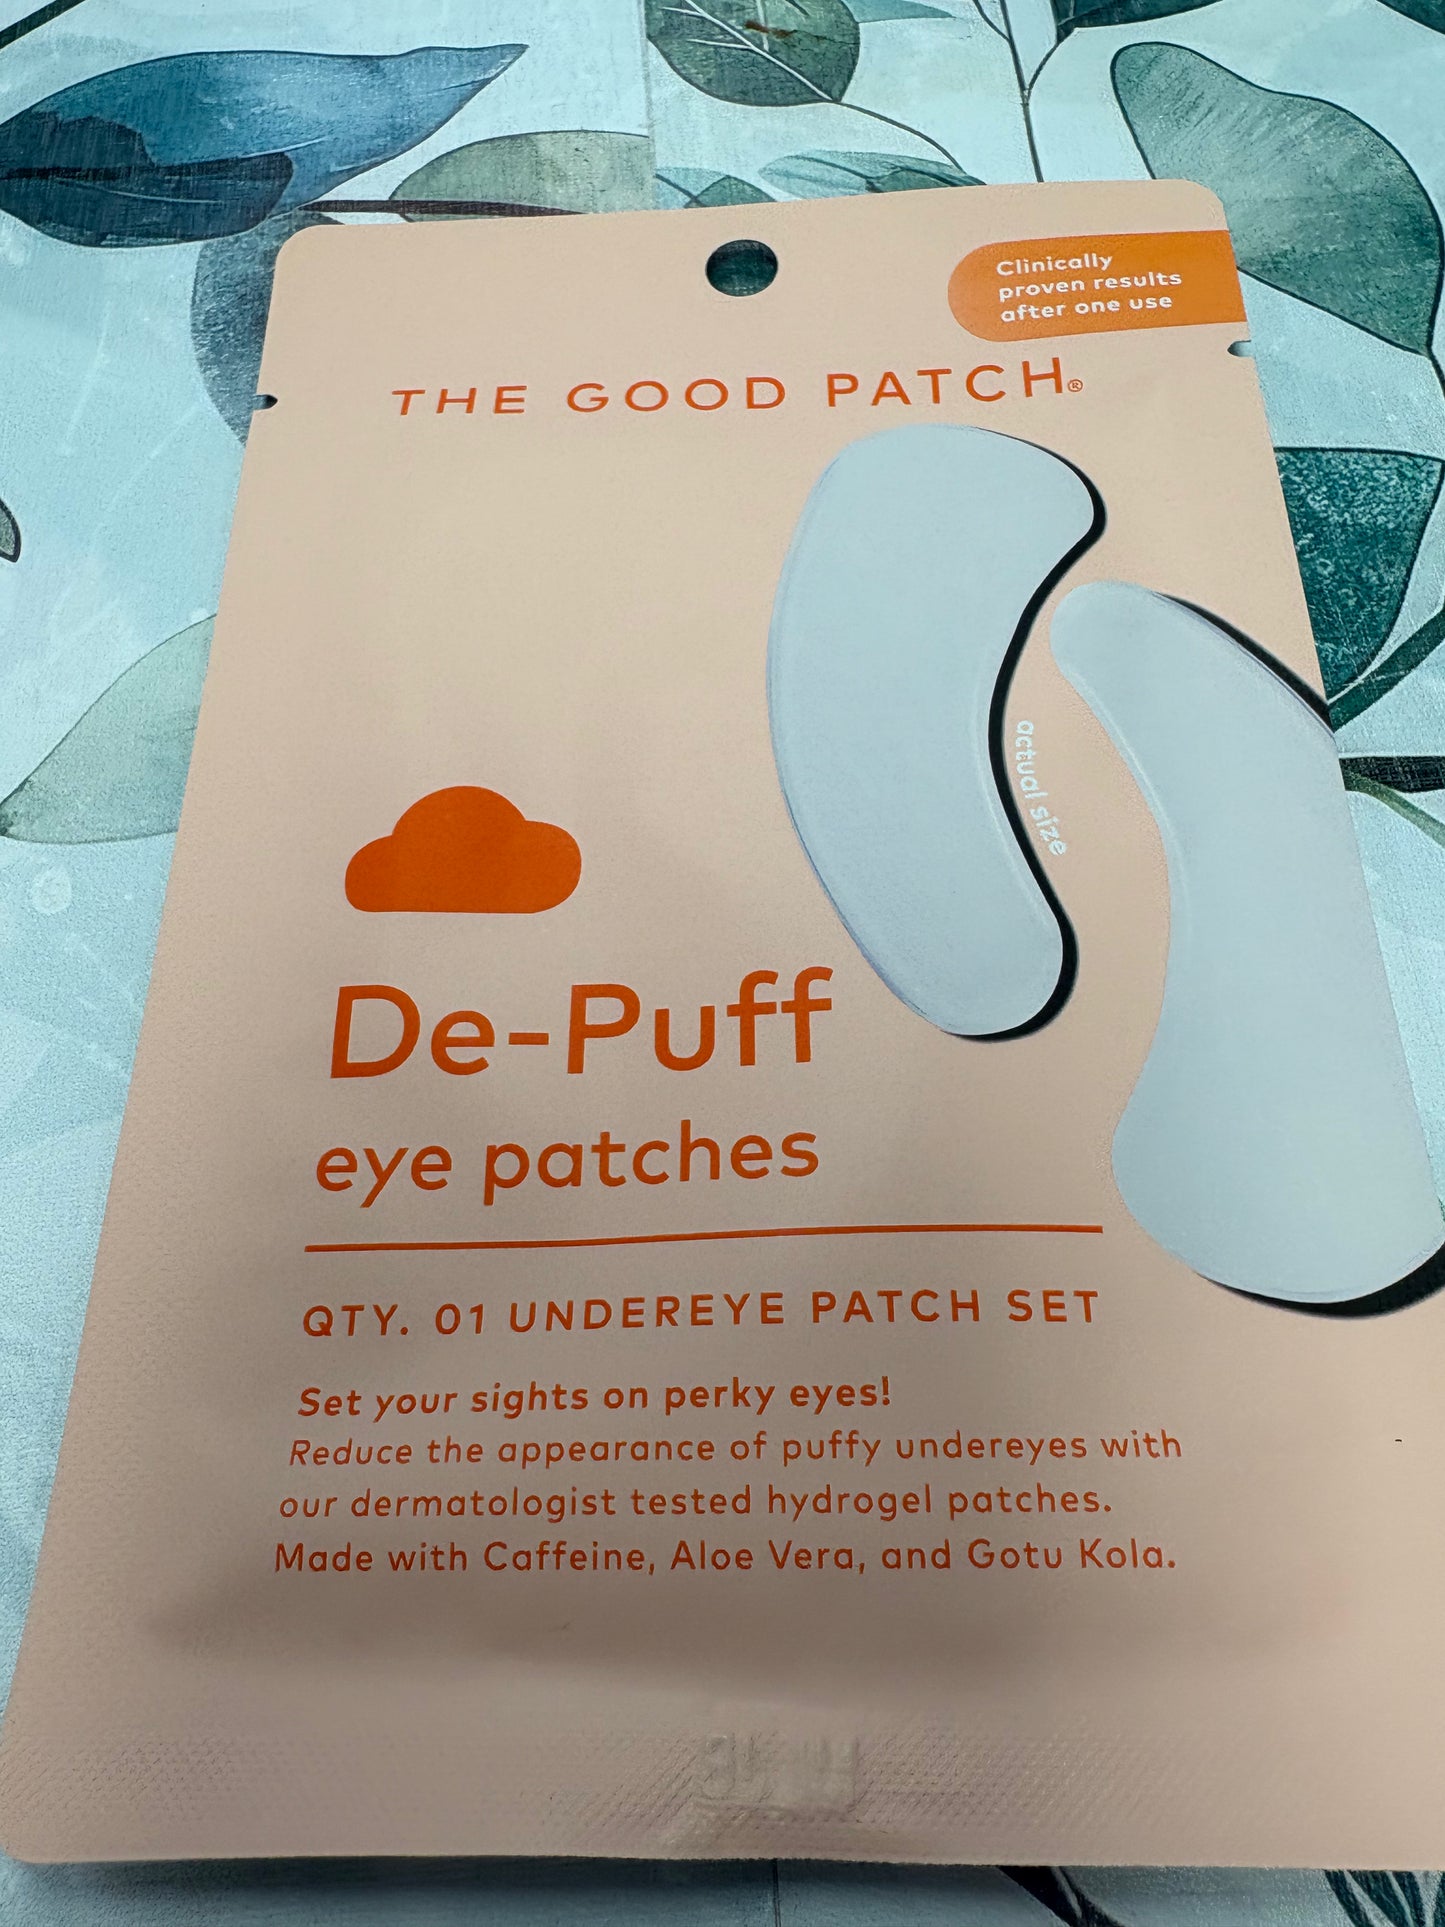 Clinically
proven results
after one use
THE GOOD PATCH®
actual size
De-Puff
eye patches
QTY. 01 UNDEREYE PATCH SET
Set your sights on perky eyes!
Reduce the appearance of puffy undereyes with
our dermatologist tested hydrogel patches.
Made with Caffeine, Aloe Vera, and Gotu Kola.